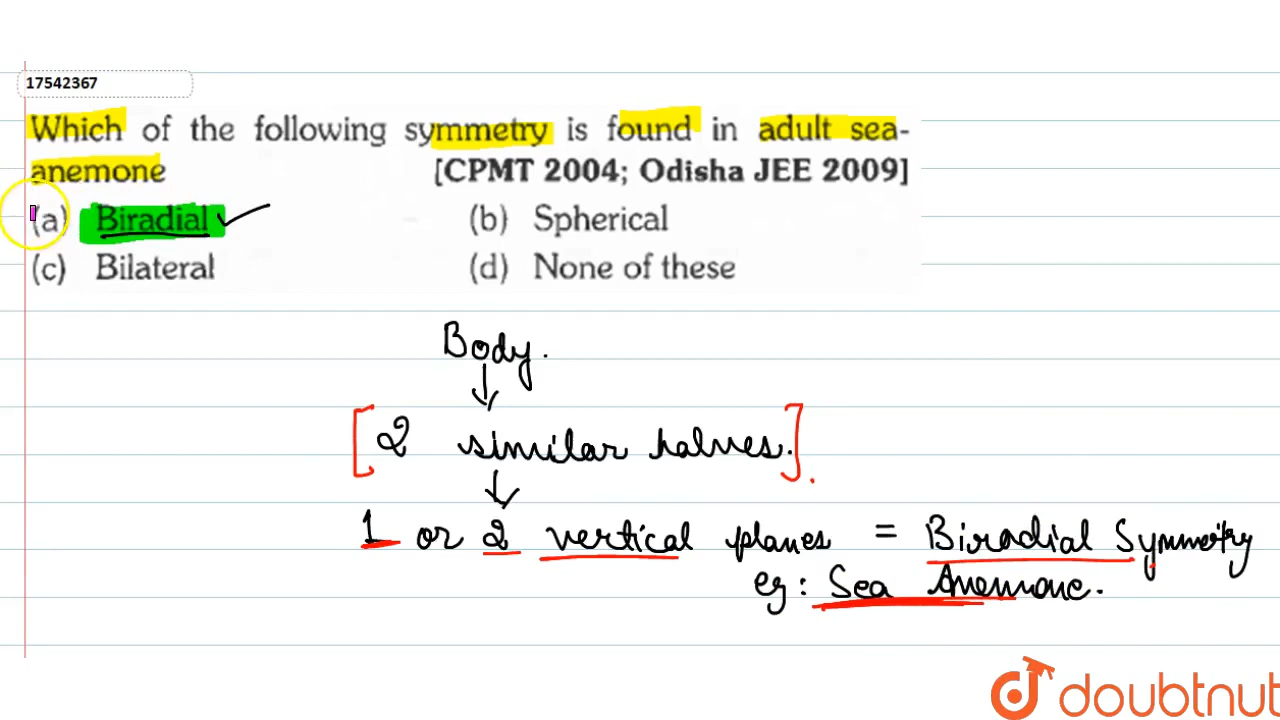 17542367
Which of the following symmetry is found in adult sea-
anemone [CPMT 2004; Odisha JEE 2009]
(a) Biradial (b) Spherical
(c) Bilateral (d) None of these
Body.
[2 similar halves.].
1 or 2 vertical planes = Biradial Symmetry
eg: Sea Anemone.
doubtnut